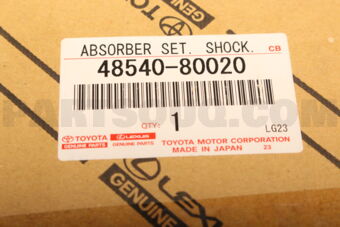 ABSORBER SET. SHOCK. CB
48540-80020
TOYOTA
GENUINE PARTS
LEXUS
GENUINE PARTS
QTY: 1
LG23
TOYOTA MOTOR CORPORATION
MADE IN JAPAN 23
GENUINE
LEXUS